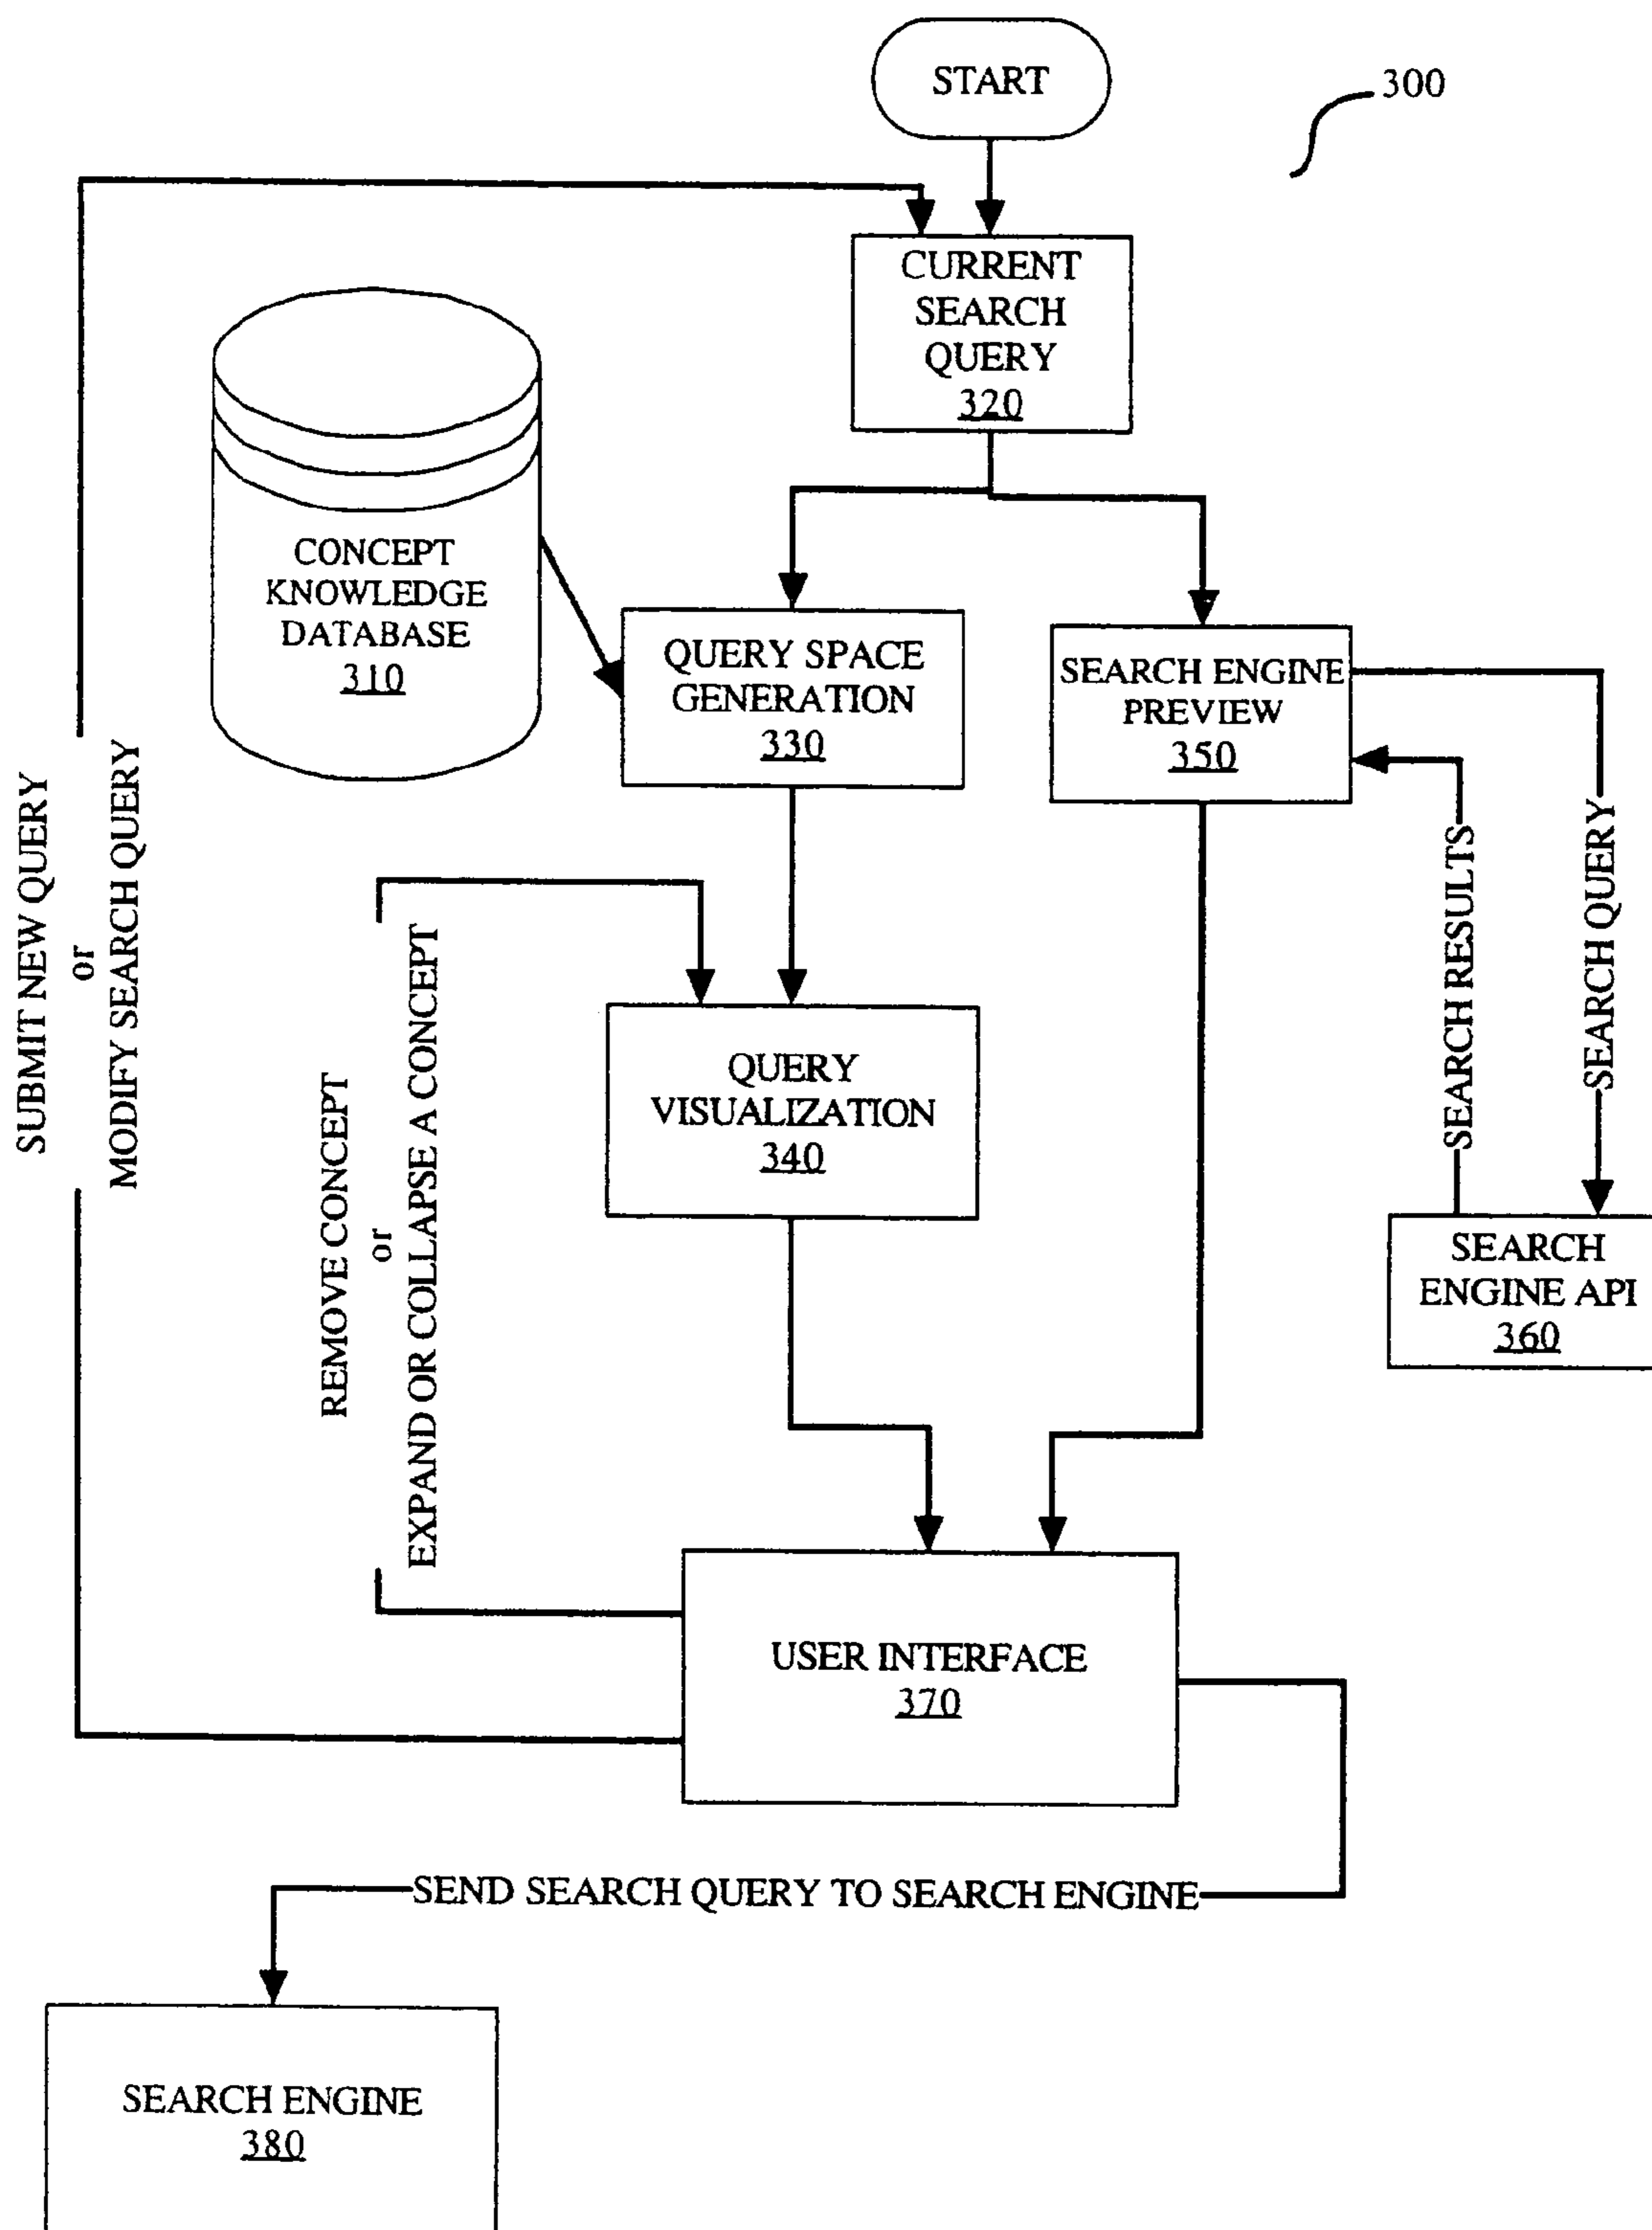 START
300
CURRENT
SEARCH
QUERY
320
CONCEPT
KNOWLEDGE
DATABASE
310
QUERY SPACE
GENERATION
330
SEARCH ENGINE
PREVIEW
350
SUBMIT NEW QUERY
or
MODIFY SEARCH QUERY
REMOVE CONCEPT
or
EXPAND OR COLLAPSE A CONCEPT
QUERY
VISUALIZATION
340
SEARCH RESULTS
SEARCH QUERY
SEARCH
ENGINE API
360
USER INTERFACE
370
SEND SEARCH QUERY TO SEARCH ENGINE
SEARCH ENGINE
380